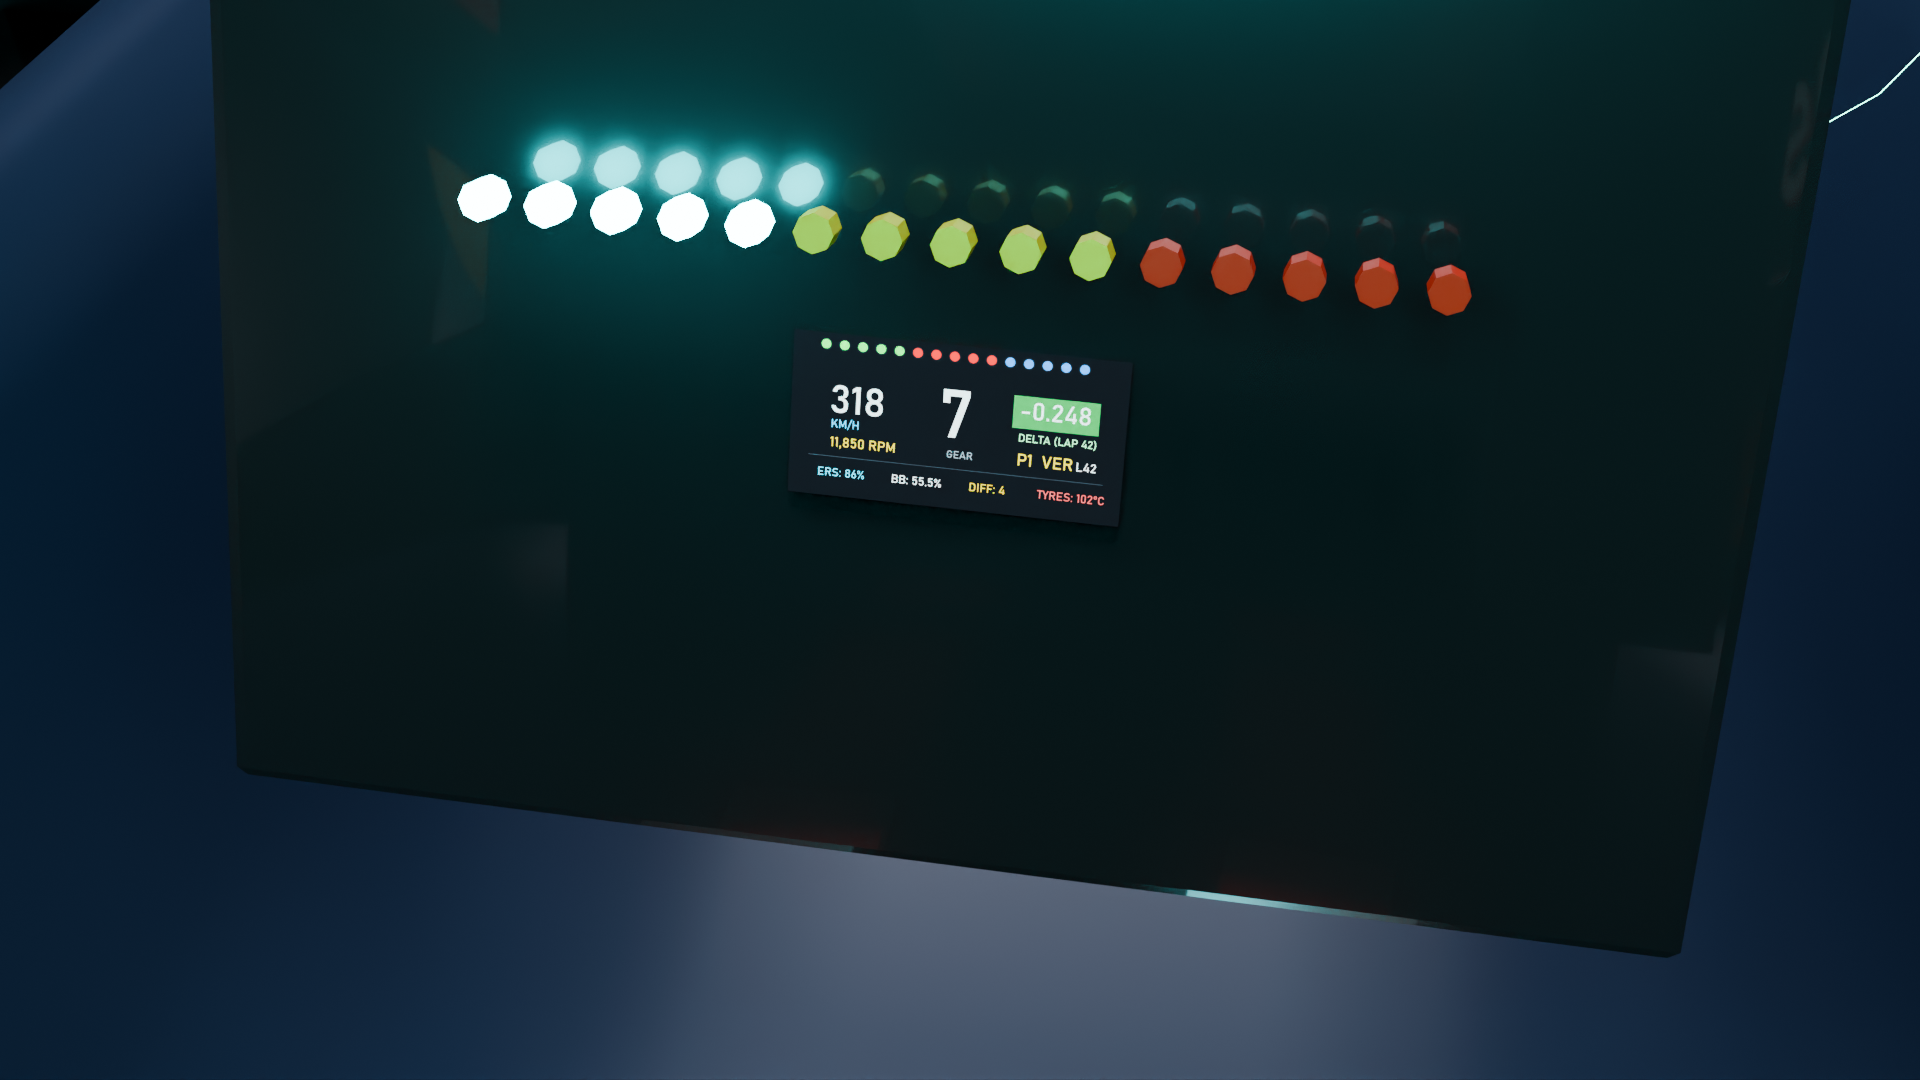 318
KM/H
11,850 RPM
7
GEAR
-0.248
DELTA (LAP 42)
P1 VER L42
ERS: 86%
BB: 55.5%
DIFF: 4
TYRES: 102°C